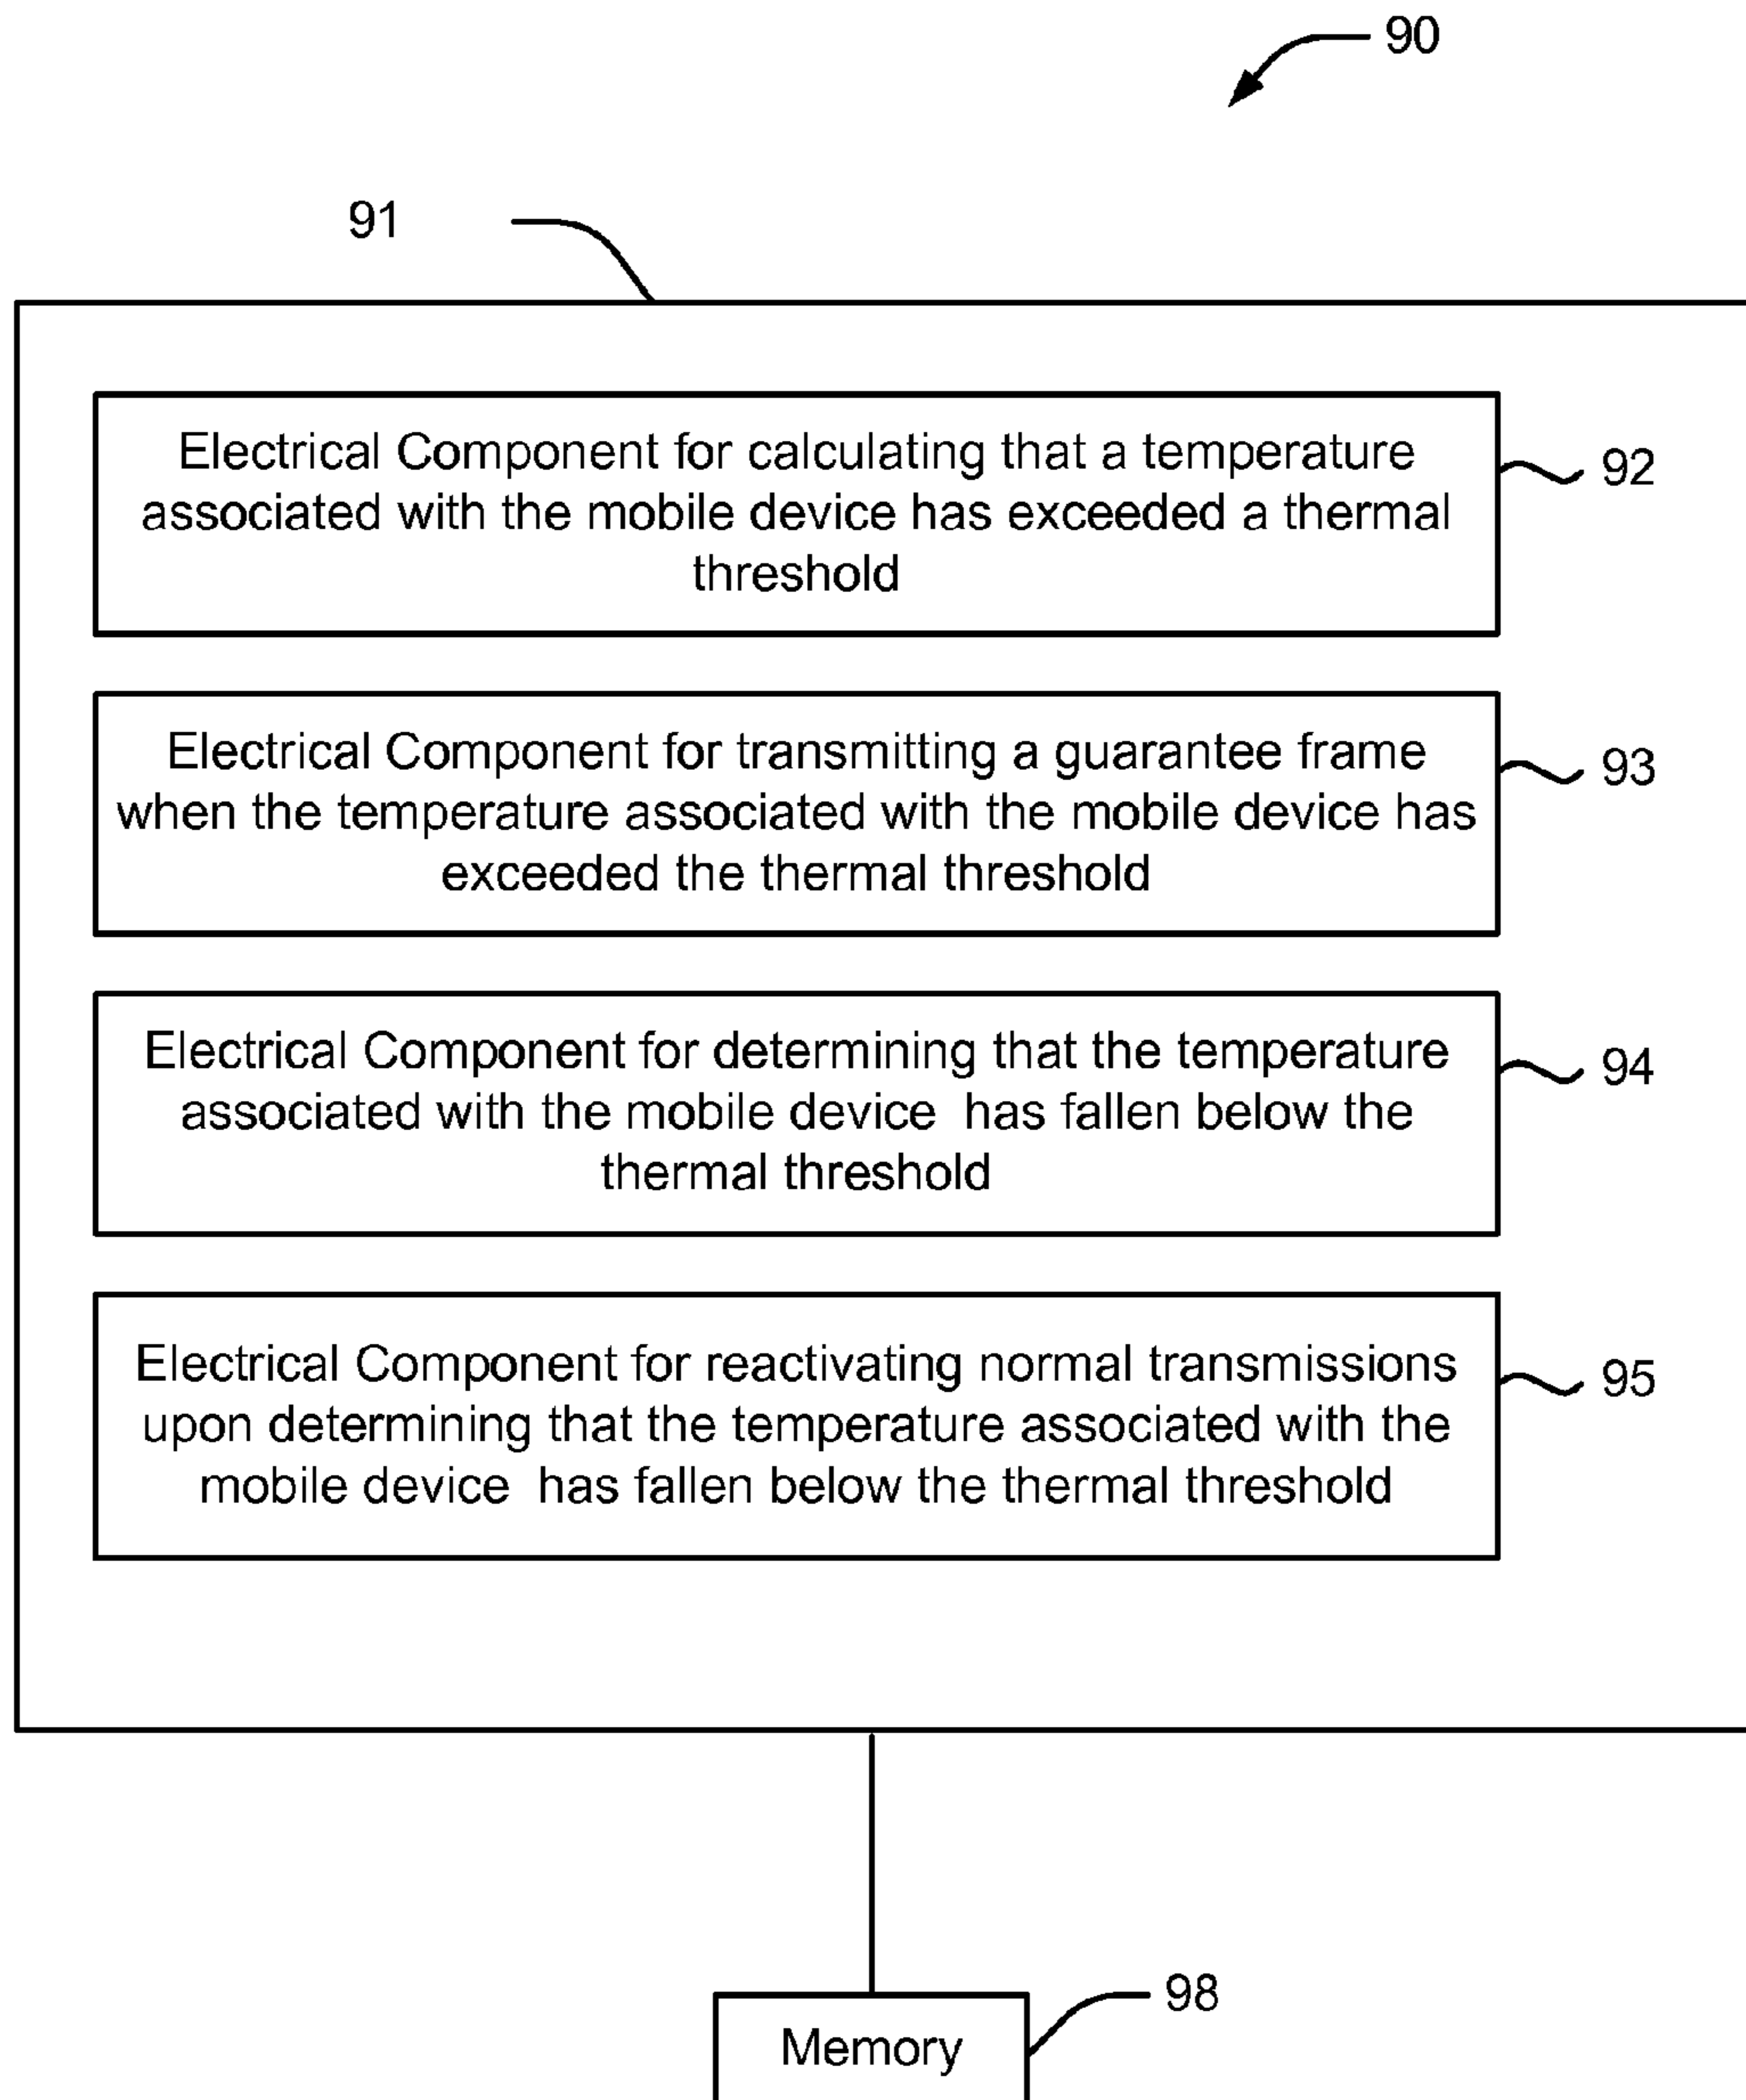 90
91
Electrical Component for calculating that a temperature
associated with the mobile device has exceeded a thermal
threshold
92
Electrical Component for transmitting a guarantee frame
when the temperature associated with the mobile device has
exceeded the thermal threshold
93
Electrical Component for determining that the temperature
associated with the mobile device has fallen below the
thermal threshold
94
Electrical Component for reactivating normal transmissions
upon determining that the temperature associated with the
mobile device has fallen below the thermal threshold
95
98
Memory